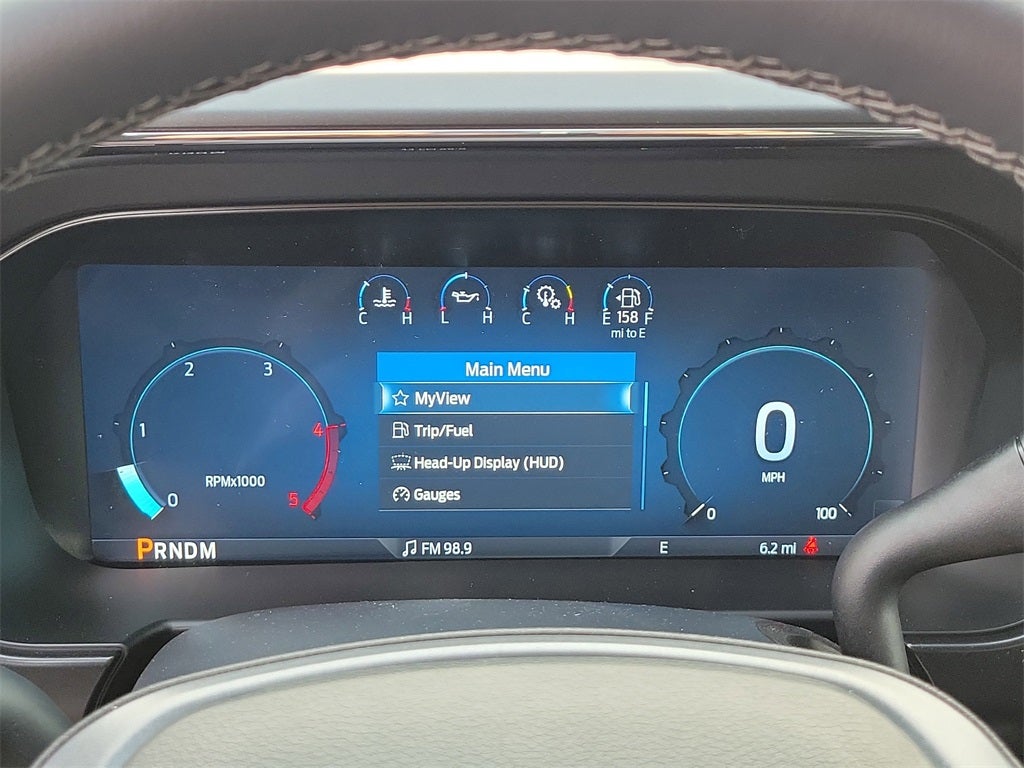 C H
L H
C H
E 158 F
mi to E
Main Menu
MyView
Trip/Fuel
Head-Up Display (HUD)
Gauges
0 1 2 3 4 5
RPMx1000
0
MPH
0 100
PRNDM
FM 98.9
E
6.2 mi